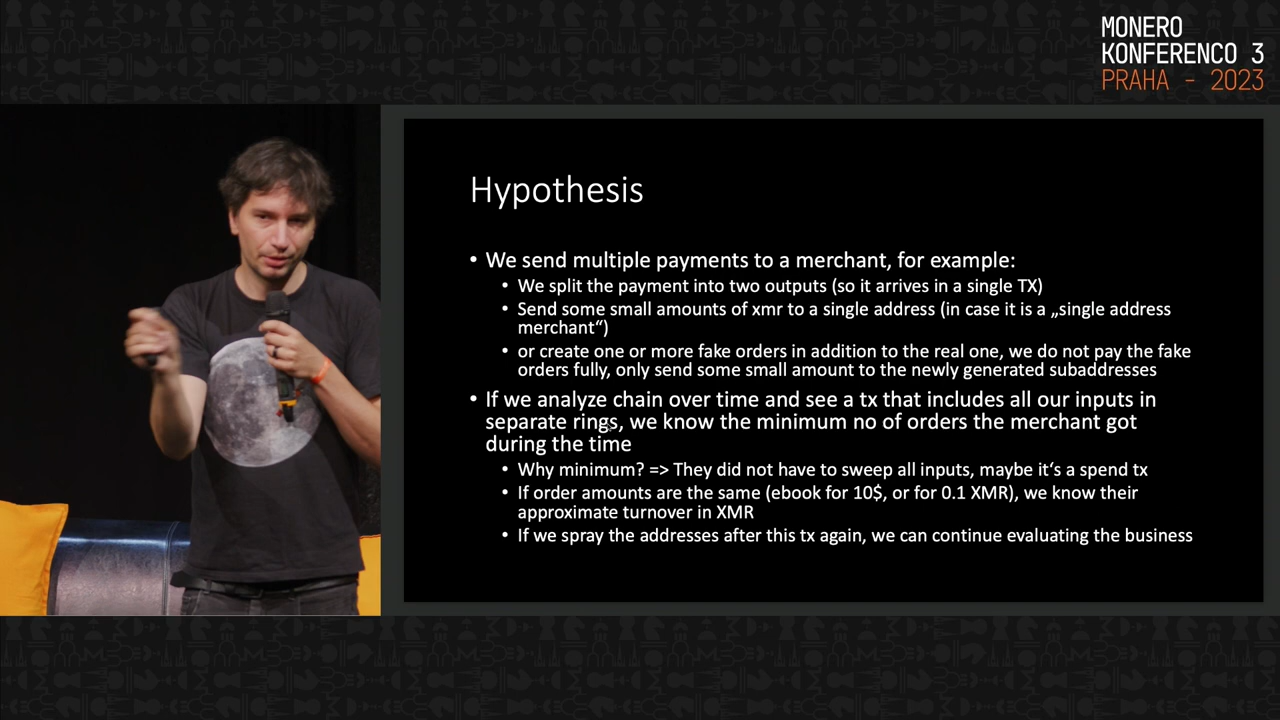 MONERO
KONFERENCO 3
PRAHA - 2023
Hypothesis
• We send multiple payments to a merchant, for example:
• We split the payment into two outputs (so it arrives in a single TX)
• Send some small amounts of xmr to a single address (in case it is a „single address
merchant“)
• or create one or more fake orders in addition to the real one, we do not pay the fake
orders fully, only send some small amount to the newly generated subaddresses
• If we analyze chain over time and see a tx that includes all our inputs in
separate rings, we know the minimum no of orders the merchant got
during the time
• Why minimum? => They did not have to sweep all inputs, maybe it‘s a spend tx
• If order amounts are the same (ebook for 10$, or for 0.1 XMR), we know their
approximate turnover in XMR
• If we spray the addresses after this tx again, we can continue evaluating the business